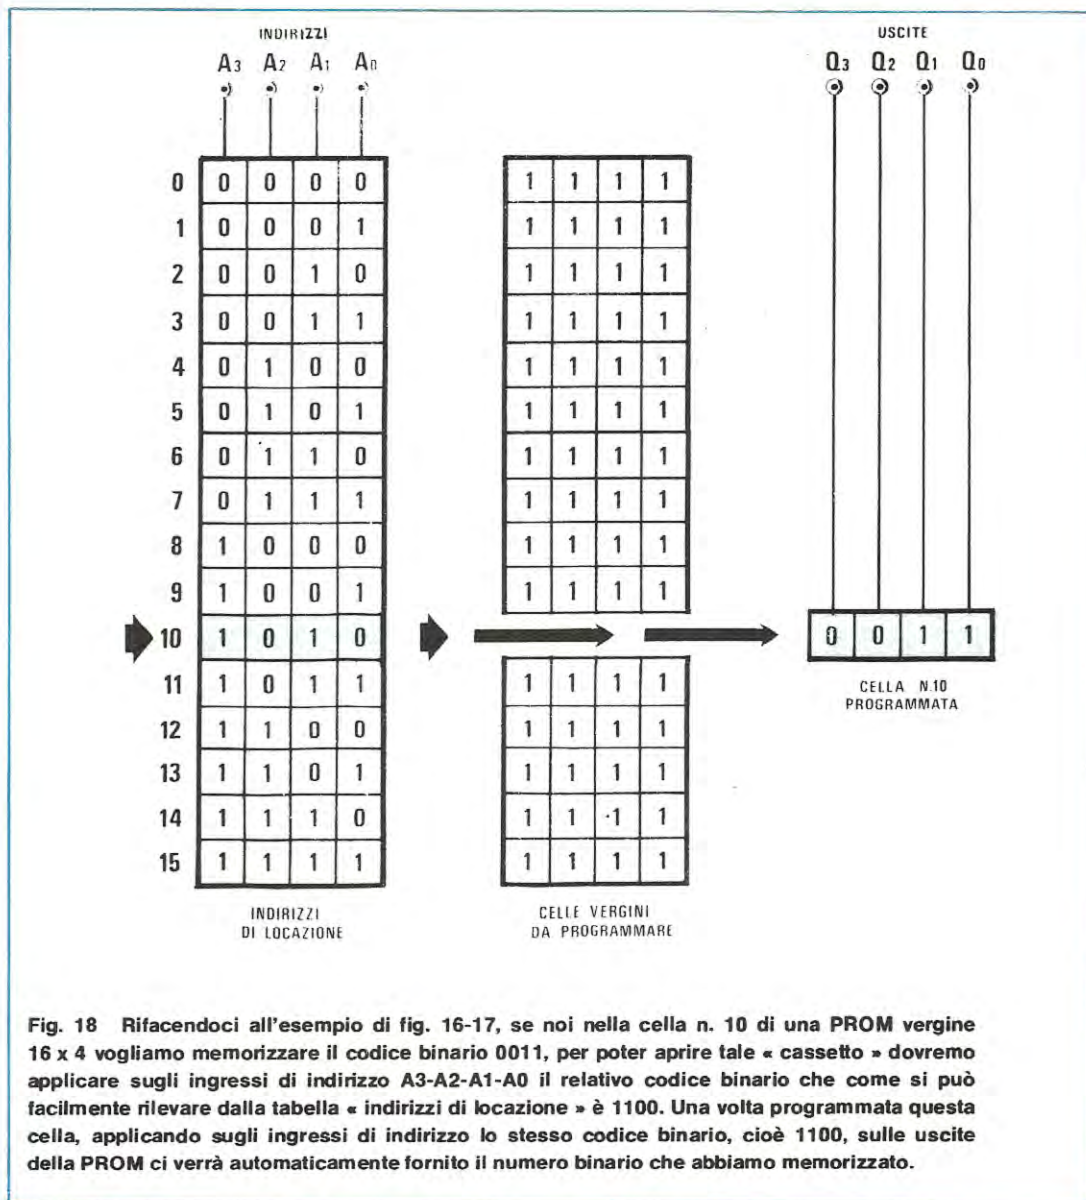 INDIRIZZI
A3 A2 A1 A0
USCITE
Q3 Q2 Q1 Q0
0 0 0 0 0 1 1 1 1
1 0 0 0 1 1 1 1 1
2 0 0 1 0 1 1 1 1
3 0 0 1 1 1 1 1 1
4 0 1 0 0 1 1 1 1
5 0 1 0 1 1 1 1 1
6 0 1 1 0 1 1 1 1
7 0 1 1 1 1 1 1 1
8 1 0 0 0 1 1 1 1
9 1 0 0 1 1 1 1 1
10 1 0 1 0 0 0 1 1
11 1 0 1 1 1 1 1 1
CELLA N.10
PROGRAMMATA
12 1 1 0 0 1 1 1 1
13 1 1 0 1 1 1 1 1
14 1 1 1 0 1 1 1 1
15 1 1 1 1 1 1 1 1
INDIRIZZI
DI LOCAZIONE
CELLE VERGINI
DA PROGRAMMARE
Fig. 18 Rifacendoci all'esempio di fig. 16-17, se noi nella cella n. 10 di una PROM vergine
16 x 4 vogliamo memorizzare il codice binario 0011, per poter aprire tale « cassetto » dovremo
applicare sugli ingressi di indirizzo A3-A2-A1-A0 il relativo codice binario che come si può
facilmente rilevare dalla tabella « indirizzi di locazione » è 1100. Una volta programmata questa
cella, applicando sugli ingressi di indirizzo lo stesso codice binario, cioè 1100, sulle uscite
della PROM ci verrà automaticamente fornito il numero binario che abbiamo memorizzato.